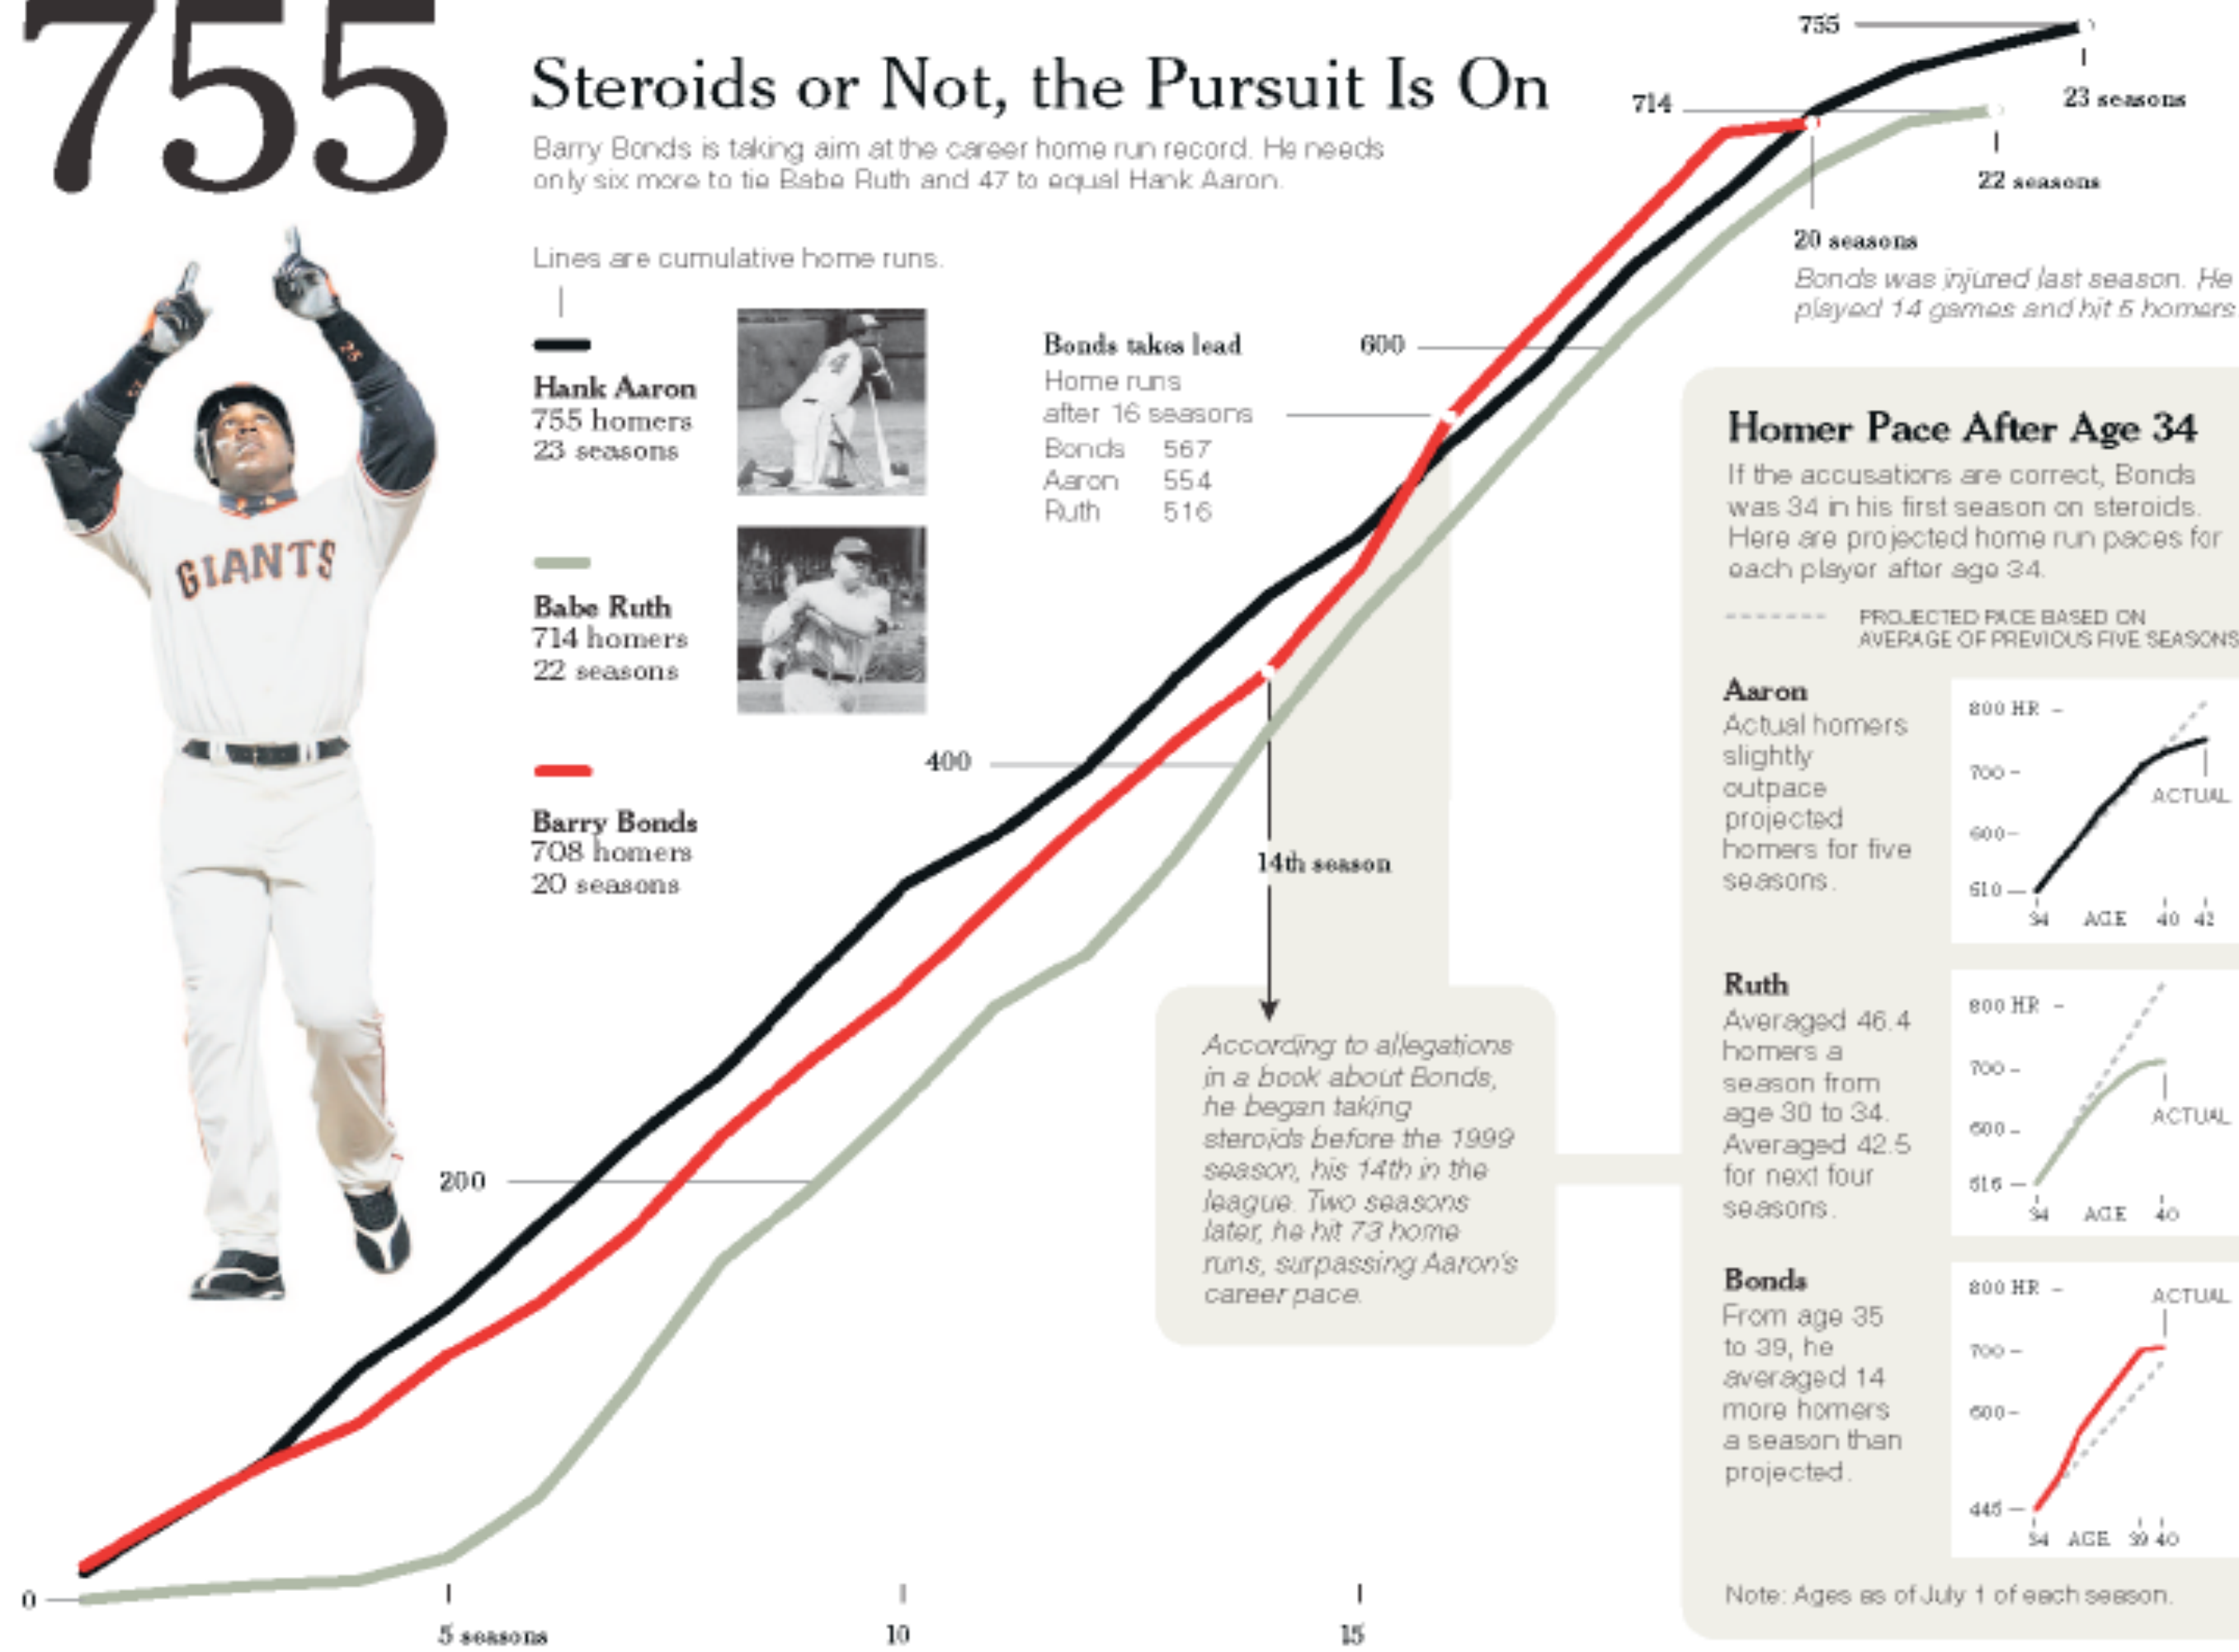 755
Steroids or Not, the Pursuit Is On
Barry Bonds is taking aim at the career home run record. He needs
only six more to tie Babe Ruth and 47 to equal Hank Aaron.
Lines are cumulative home runs.
Hank Aaron
755 homers
23 seasons
Babe Ruth
714 homers
22 seasons
Barry Bonds
708 homers
20 seasons
GIANTS
25
Bonds takes lead
Home runs
after 16 seasons
Bonds 567
Aaron 554
Ruth 516
755
714
600
400
200
0
5 seasons
10
15
23 seasons
22 seasons
20 seasons
Bonds was injured last season. He
played 14 games and hit 5 homers
14th season
According to allegations
in a book about Bonds,
he began taking
steroids before the 1999
season, his 14th in the
league. Two seasons
later, he hit 73 home
runs, surpassing Aaron's
career pace.
Homer Pace After Age 34
If the accusations are correct, Bonds
was 34 in his first season on steroids.
Here are projected home run paces for
each player after age 34.
PROJECTED PACE BASED ON
AVERAGE OF PREVIOUS FIVE SEASONS
Aaron
Actual homers
slightly
outpace
projected
homers for five
seasons.
800 HR
700
600
510
34 AGE 40 42
ACTUAL
Ruth
Averaged 46.4
homers a
season from
age 30 to 34.
Averaged 42.5
for next four
seasons.
800 HR
700
600
516
34 AGE 40
ACTUAL
Bonds
From age 35
to 39, he
averaged 14
more homers
a season than
projected.
800 HR
700
600
445
34 AGE 39 40
ACTUAL
Note: Ages as of July 1 of each season.